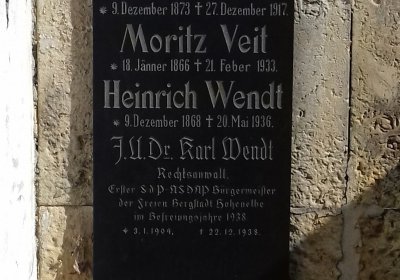 * 9. Dezember 1873 † 27. Dezember 1917.
Moritz Veit
* 18. Jänner 1866 † 21. Feber 1933.
Heinrich Wendt
* 9. Dezember 1868 † 20. Mai 1936.
J.U.Dr. Karl Wendt
Rechtsanwalt.
Erster SdP-NSDAP Bürgermeister
der Freien Bergstadt Hohenelbe
im Befreiungsjahre 1938
* 3.1.1904. † 22.12.1938.